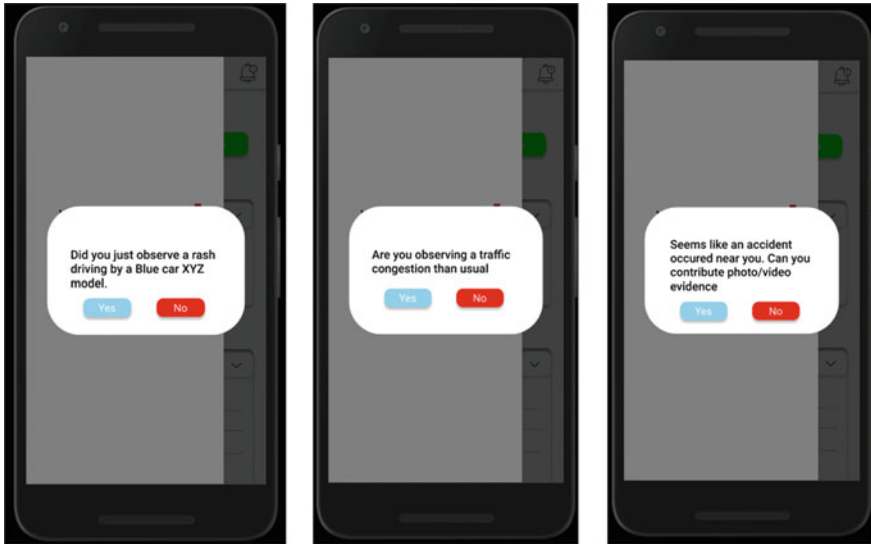 Did you just observe a rash
driving by a Blue car XYZ
model.
Yes No
Are you observing a traffic
congestion than usual
Yes No
Seems like an accident
occured near you. Can you
contribute photo/video
evidence
Yes No